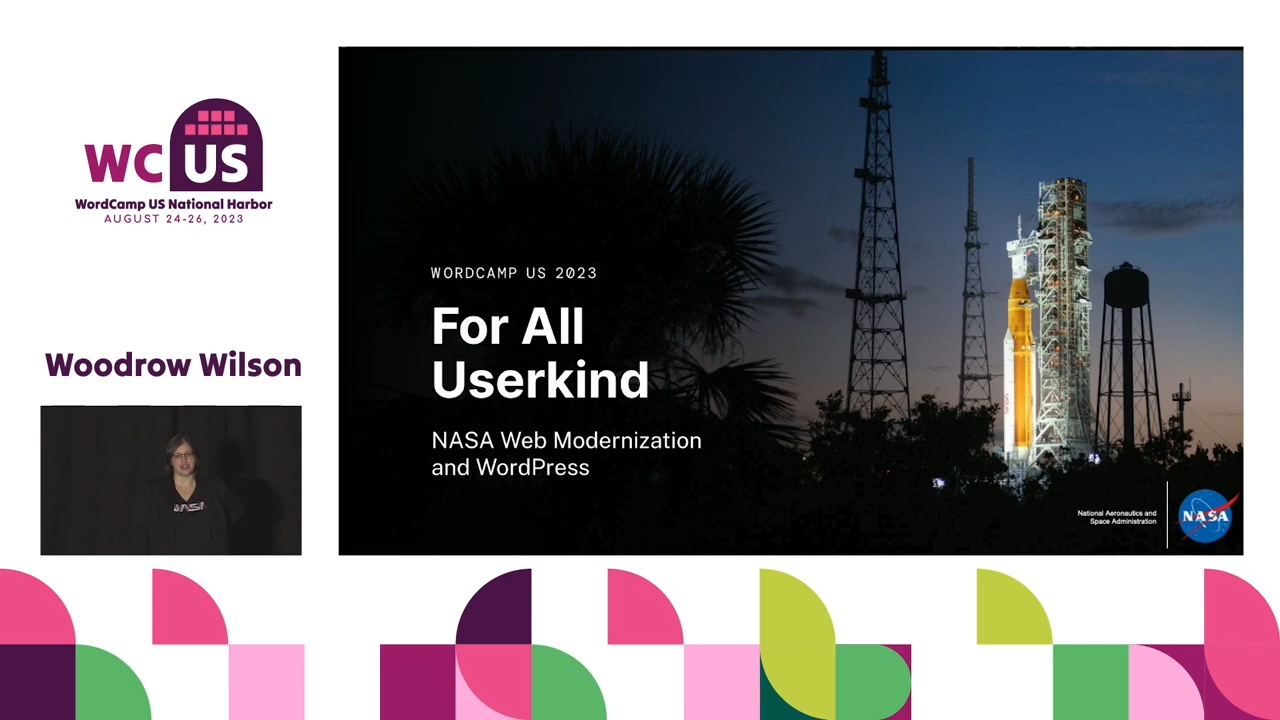 WC US
WordCamp US National Harbor
AUGUST 24-26, 2023
Woodrow Wilson
NASA
WORDCAMP US 2023
For All
Userkind
NASA Web Modernization
and WordPress
National Aeronautics and
Space Administration
NASA